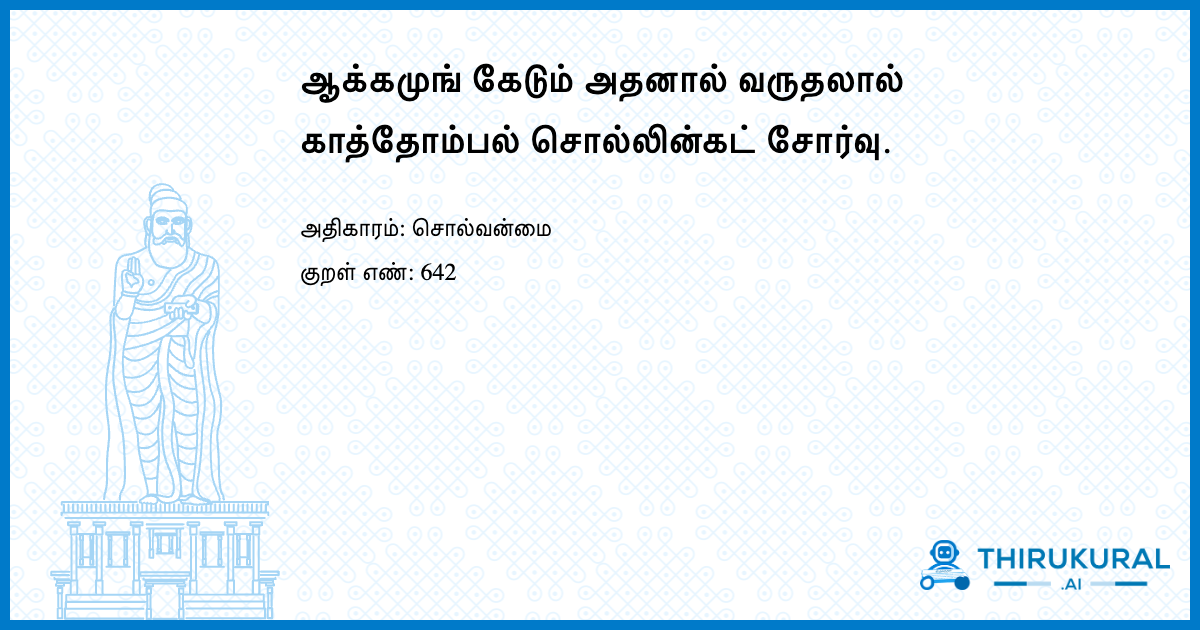 ஆக்கமுங் கேடும் அதனால் வருதலால்
காத்தோம்பல் சொல்லின்கட் சோர்வு.
அதிகாரம்: சொல்வன்மை
குறள் எண்: 642
THIRUKURAL
.AI